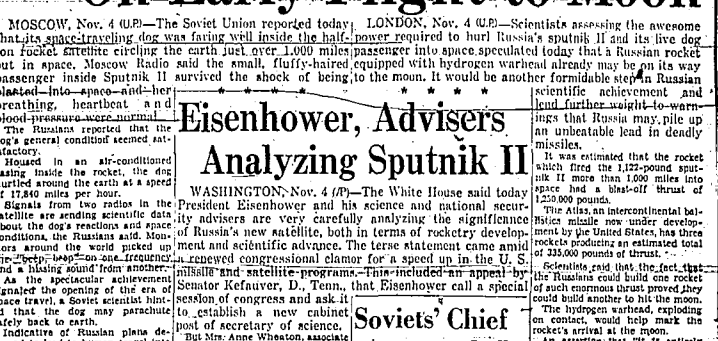 On Early Flight to Moon
MOSCOW, Nov. 4 (U.P.)—The Soviet Union reported today
that its space-traveling dog was faring well inside the half-
ton rocket satellite circling the earth just over 1,000 miles
out in space. Moscow Radio said the small, fluffy-haired
passenger inside Sputnik II survived the shock of being
blasted into space and her
breathing, heartbeat and
blood pressure were normal.
The Russians reported that the
dog's general condition seemed sat-
isfactory.
Housed in an air-conditioned
casing inside the rocket, the dog
hurtled around the earth at a speed
of 17,840 miles per hour.
Signals from two radios in the
satellite are sending scientific data
about the dog's reactions and space
conditions, the Russians said. Mon-
itors around the world picked up
the "beep, beep" on one frequency
and a hissing sound from another.
As the spectacular achievement
signaled the opening of the era of
space travel, a Soviet scientist hint-
ed that the dog may parachute
safely back to earth.
Indicative of Russian plans de-
LONDON, Nov. 4 (U.P.)—Scientists assessing the awesome
power required to hurl Russia's sputnik II and its live dog
passenger into space, speculated today that a Russian rocket
equipped with hydrogen warhead already may be on its way
to the moon. It would be another formidable step in Russian
scientific achievement and
lend further weight to warn-
ings that Russia may pile up
an unbeatable lead in deadly
missiles.
It was estimated that the rocket
which fired the 1,122-pound sput-
nik II more than 1,000 miles into
space had a blast-off thrust of
1,250,000 pounds.
The Atlas, an intercontinental bal-
listics missile now under develop-
ment by the United States, has three
rockets producing an estimated total
of 335,000 pounds of thrust.
Scientists said that the fact that
the Russians could build one rocket
of such enormous thrust proved they
could build another to hit the moon.
The hydrogen warhead, exploding
on contact, would help mark the
rocket's arrival at the moon.
* * * * *
Eisenhower, Advisers
Analyzing Sputnik II
WASHINGTON, Nov. 4 (/P)—The White House said today
President Eisenhower and his science and national secur-
ity advisers are very carefully analyzing the significance
of Russia's new satellite, both in terms of rocketry develop-
ment and scientific advance. The terse statement came amid
a renewed congressional clamor for a speed up in the U. S.
missile and satellite programs. This included an appeal by
Senator Kefauver, D., Tenn., that Eisenhower call a special
session of congress and ask it
to establish a new cabinet
post of secretary of science.
But Mrs. Anne Wheaton, associate
Soviets' Chief